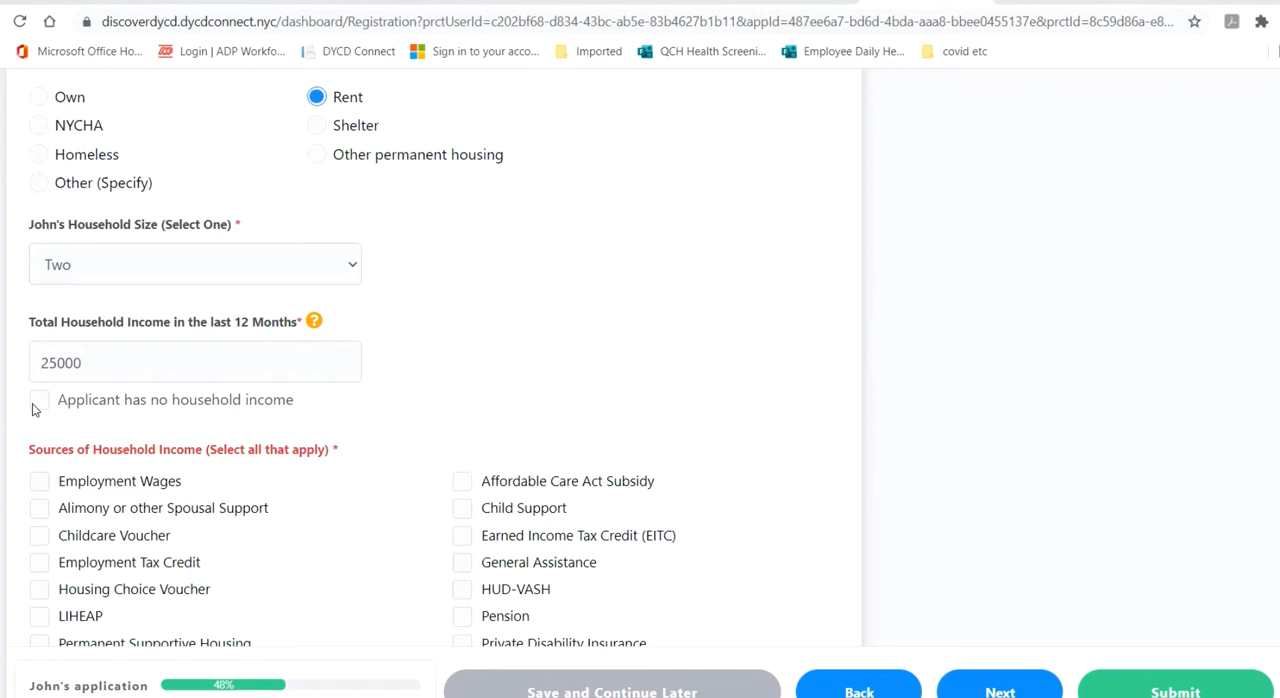 discoverdycd.dycdconnect.nyc/dashboard/Registration?prctUserId=c202bf68-d834-43bc-ab5e-83b4627b1b11&appId=487ee6a7-bd6d-4bda-aaa8-bbee0455137e&prctId=8c59d86a-e8...
Microsoft Office Ho... Login | ADP Workfo... DYCD Connect Sign in to your acco... Imported QCH Health Screeni... Employee Daily He... covid etc
Own Rent
NYCHA Shelter
Homeless Other permanent housing
Other (Specify)
John's Household Size (Select One) *
Two
Total Household Income in the last 12 Months* ?
25000
Applicant has no household income
Sources of Household Income (Select all that apply) *
Employment Wages Affordable Care Act Subsidy
Alimony or other Spousal Support Child Support
Childcare Voucher Earned Income Tax Credit (EITC)
Employment Tax Credit General Assistance
Housing Choice Voucher HUD-VASH
LIHEAP Pension
Permanent Supportive Housing Private Disability Insurance
John's application 48% Save and Continue Later Back Next Submit